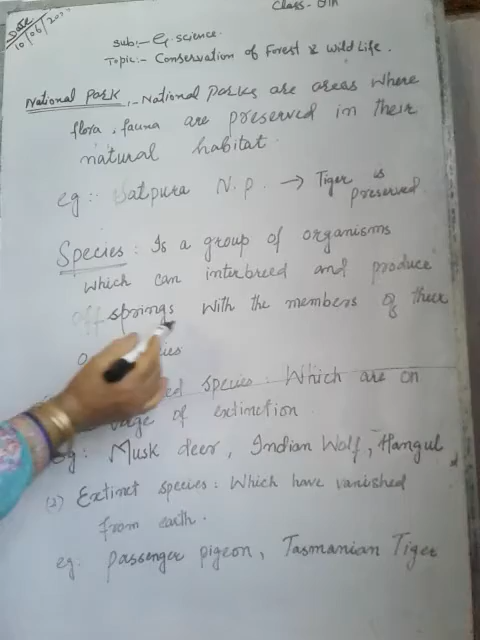 Date
10/06/20
Class - 8th
Sub:- G. science.
Topic:- Conservation of Forest & Wild Life.
National Park :- National Parks are areas where
flora, fauna are preserved in their
natural habitat.
eg:- Satpura N.P. → Tiger is
preserved.
Species: Is a group of organisms
which can interbreed and produce
off springs with the members of their
species: Which are on
of extinction.
eg: Musk deer, Indian Wolf, Hangul
(2) Extinct species: Which have vanished
from earth.
eg: Passenger pigeon, Tasmanian Tiger